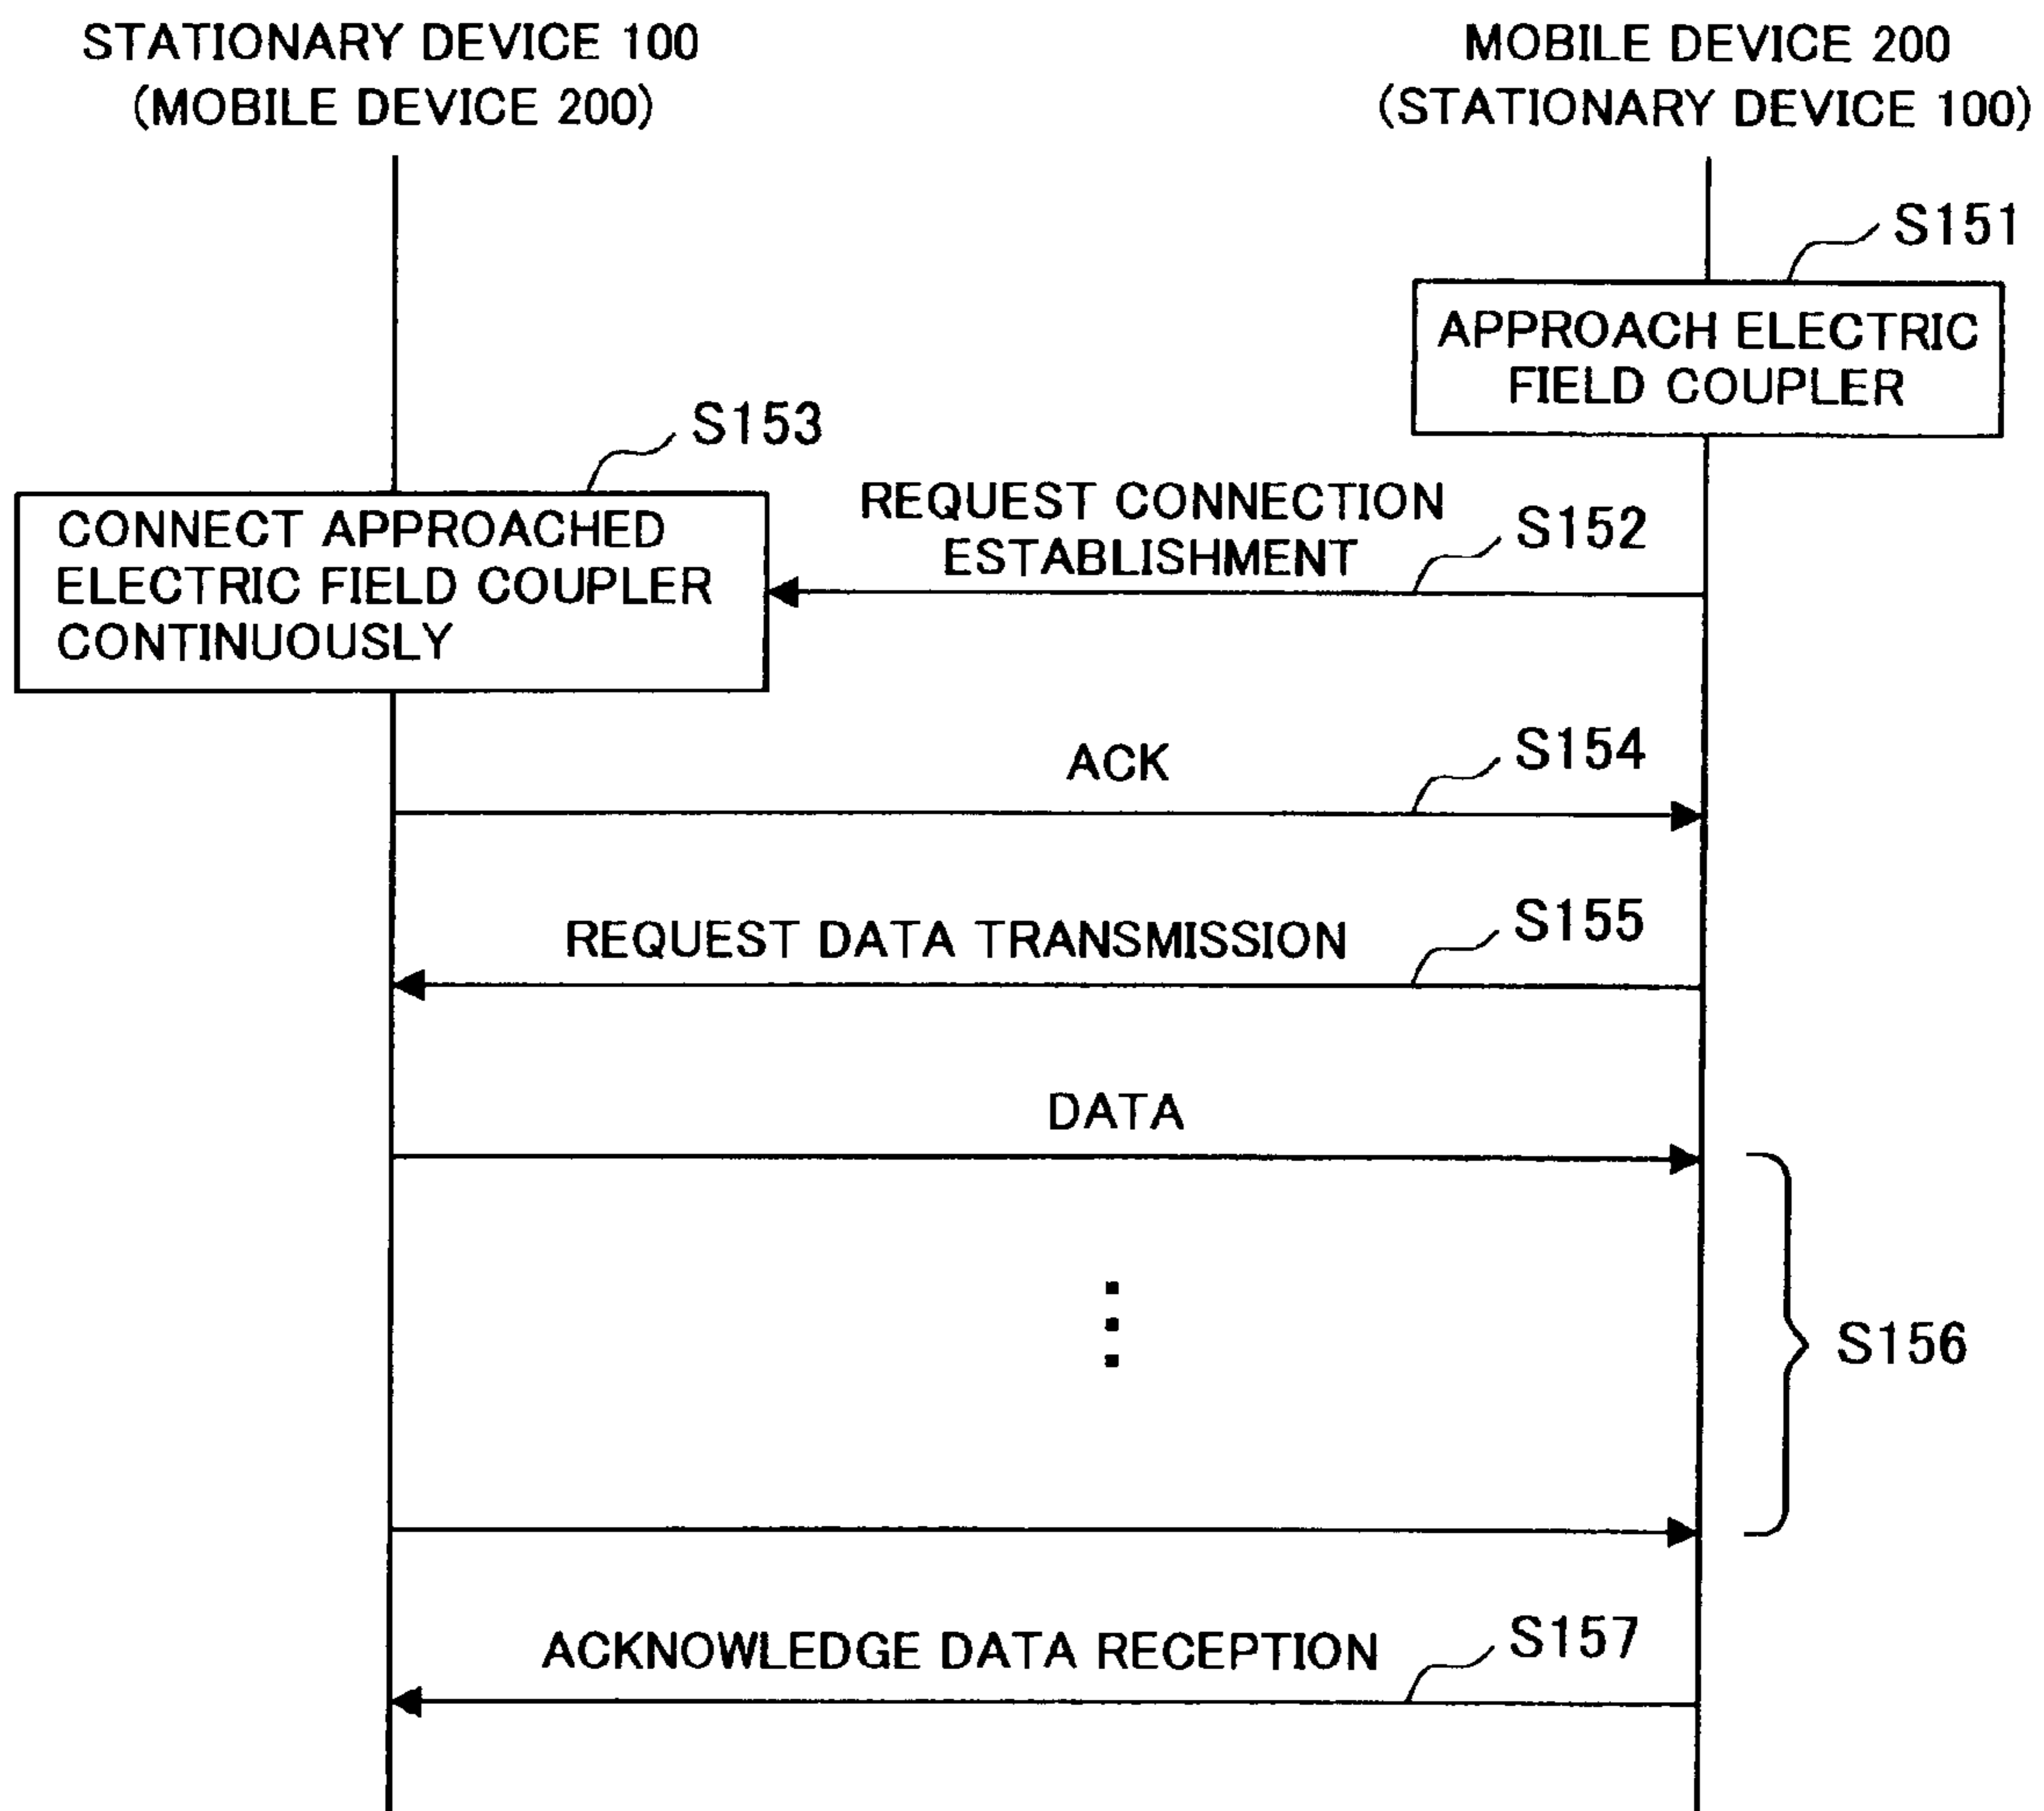 STATIONARY DEVICE 100
(MOBILE DEVICE 200)
MOBILE DEVICE 200
(STATIONARY DEVICE 100)
S151
APPROACH ELECTRIC
FIELD COUPLER
S153
CONNECT APPROACHED
ELECTRIC FIELD COUPLER
CONTINUOUSLY
REQUEST CONNECTION
ESTABLISHMENT
S152
ACK
S154
REQUEST DATA TRANSMISSION
S155
DATA
S156
ACKNOWLEDGE DATA RECEPTION
S157